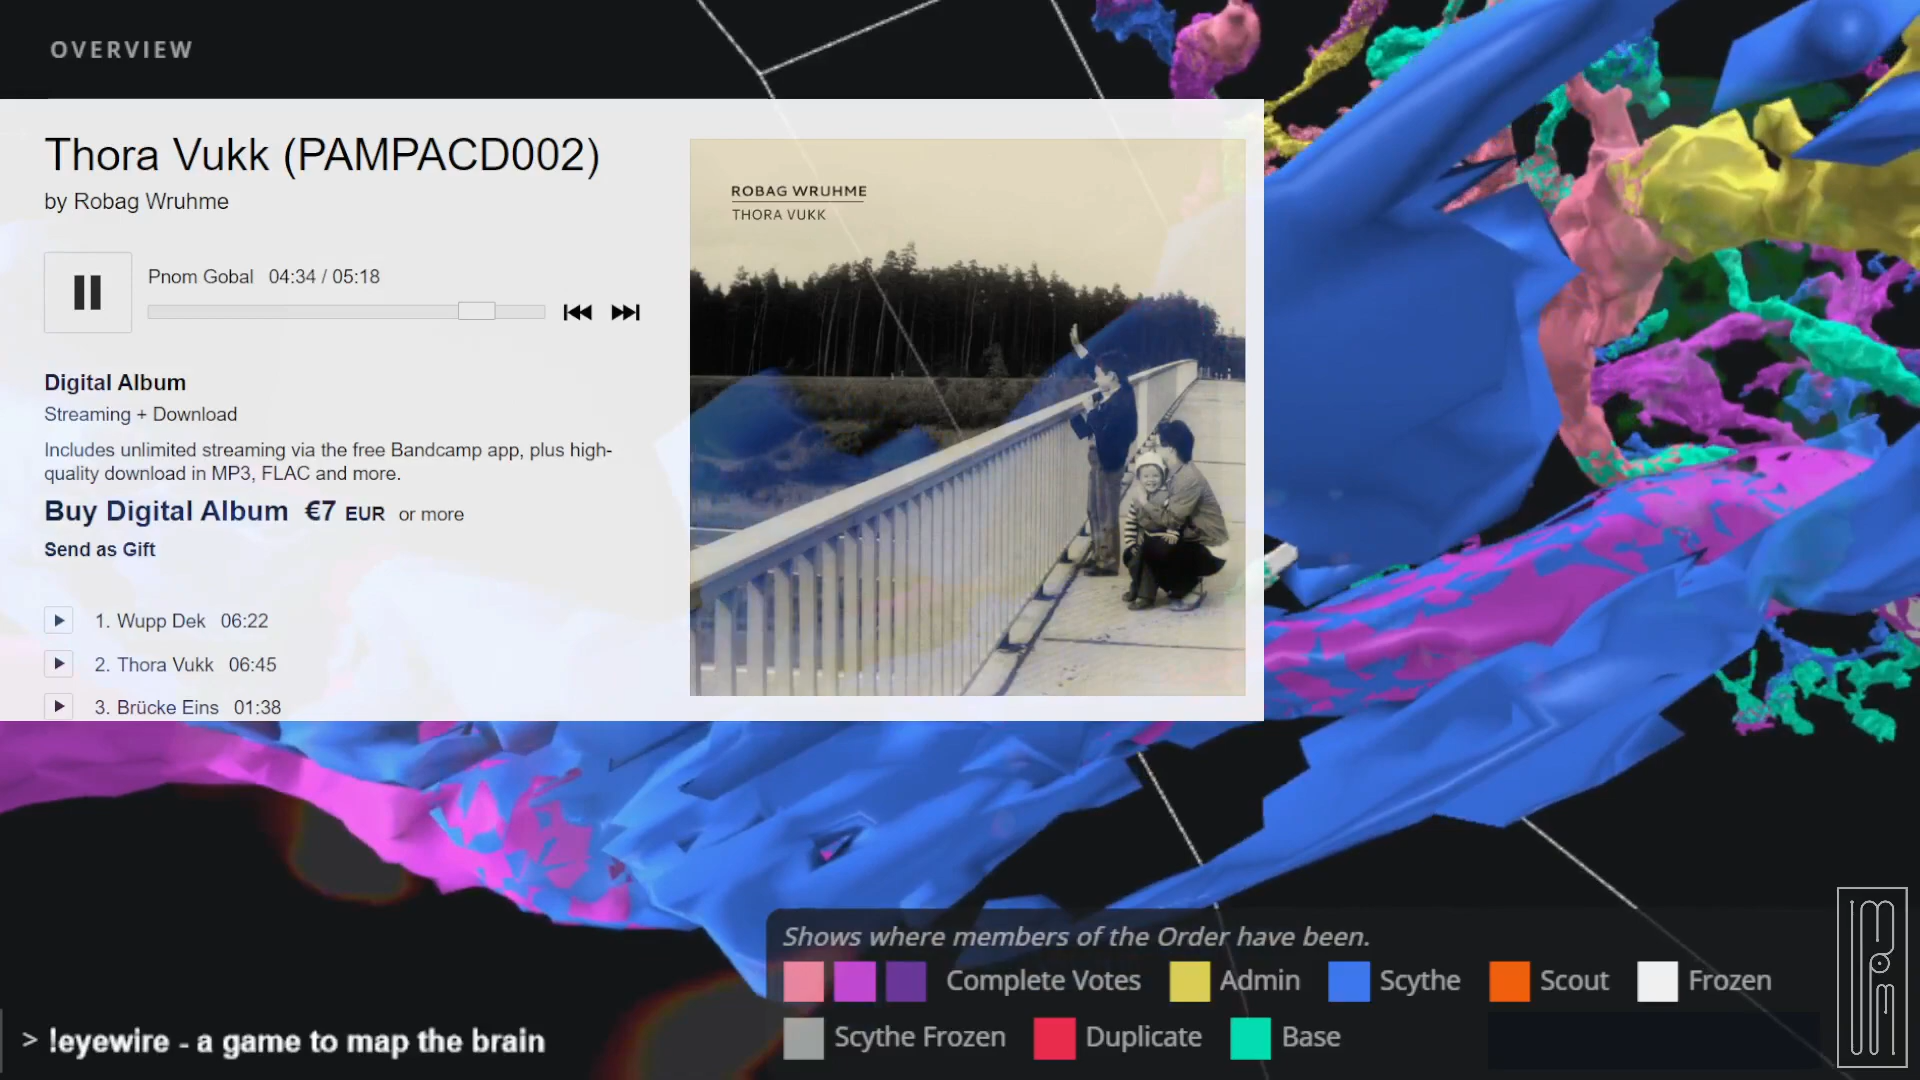 OVERVIEW
Thora Vukk (PAMPACD002)
by Robag Wruhme
Pnom Gobal 04:34 / 05:18
Digital Album
Streaming + Download
Includes unlimited streaming via the free Bandcamp app, plus high-
quality download in MP3, FLAC and more.
Buy Digital Album €7 EUR or more
Send as Gift
1. Wupp Dek 06:22
2. Thora Vukk 06:45
3. Brücke Eins 01:38
ROBAG WRUHME
THORA VUKK
Shows where members of the Order have been.
Complete Votes Admin Scythe Scout Frozen
Scythe Frozen Duplicate Base
> !eyewire - a game to map the brain